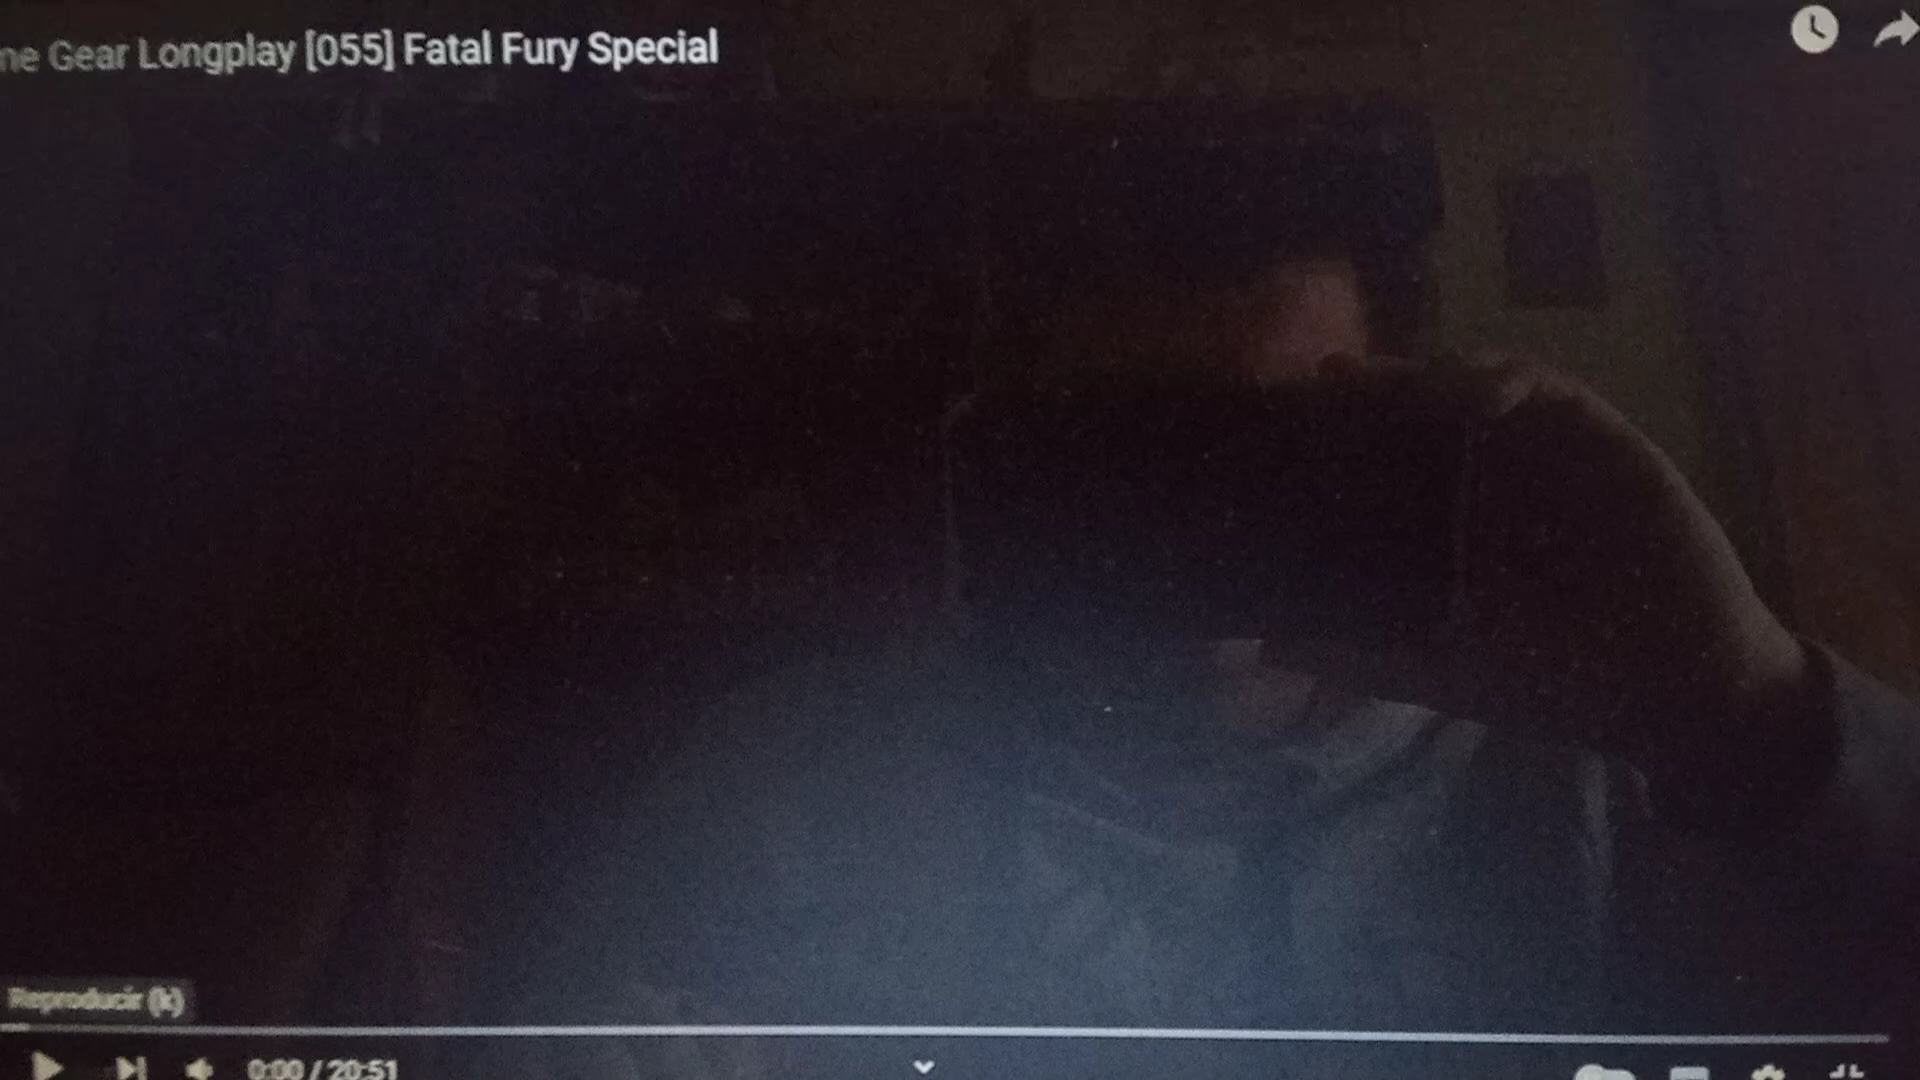 ne Gear Longplay [055] Fatal Fury Special
Reproducir (k)
0:00 / 20:51